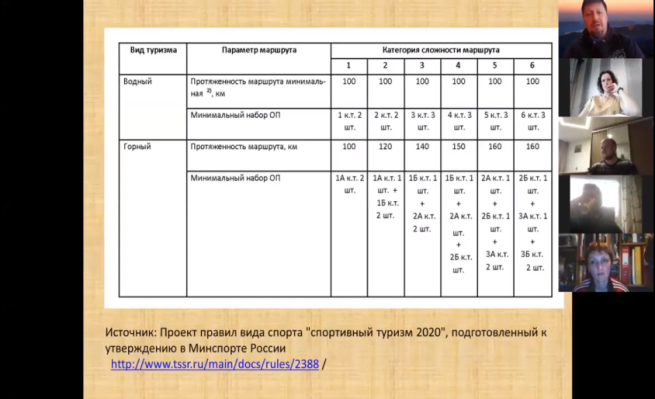 Вид туризма Параметр маршрута Категория сложности маршрута
1 2 3 4 5 6
Водный Протяженность маршрута минималь-
ная 2), км 100 100 100 100 100 100
Минимальный набор ОП 1 к.т. 2 шт. 2 к.т. 2 шт. 3 к.т. 3 шт. 4 к.т. 3 шт. 5 к.т. 3 шт. 6 к.т. 3 шт.
Горный Протяженность маршрута, км 100 120 140 150 160 160
Минимальный набор ОП 1А к.т. 2 шт. 1А к.т. 1 шт. + 1Б к.т. 2 шт. 1Б к.т. 1 шт. + 2А к.т. 2 шт. 1Б к.т. 1 шт. + 2А к.т. шт. + 2Б к.т. шт. 2А к.т. 1 шт. + 2Б к.т. 1 шт. + 3А к.т. 2 шт. 2Б к.т. 1 шт. + 3А к.т. 1 шт. + 3Б к.т. 2 шт.
Источник: Проект правил вида спорта "спортивный туризм 2020", подготовленный к
утверждению в Минспорте России
http://www.tssr.ru/main/docs/rules/2388 /